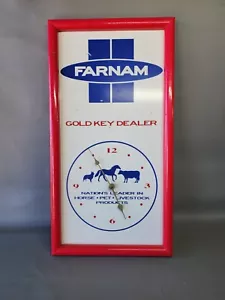 FARNAM
GOLD KEY DEALER
12
9
3
NATION'S LEADER IN
HORSE • PET • LIVESTOCK
PRODUCTS
6